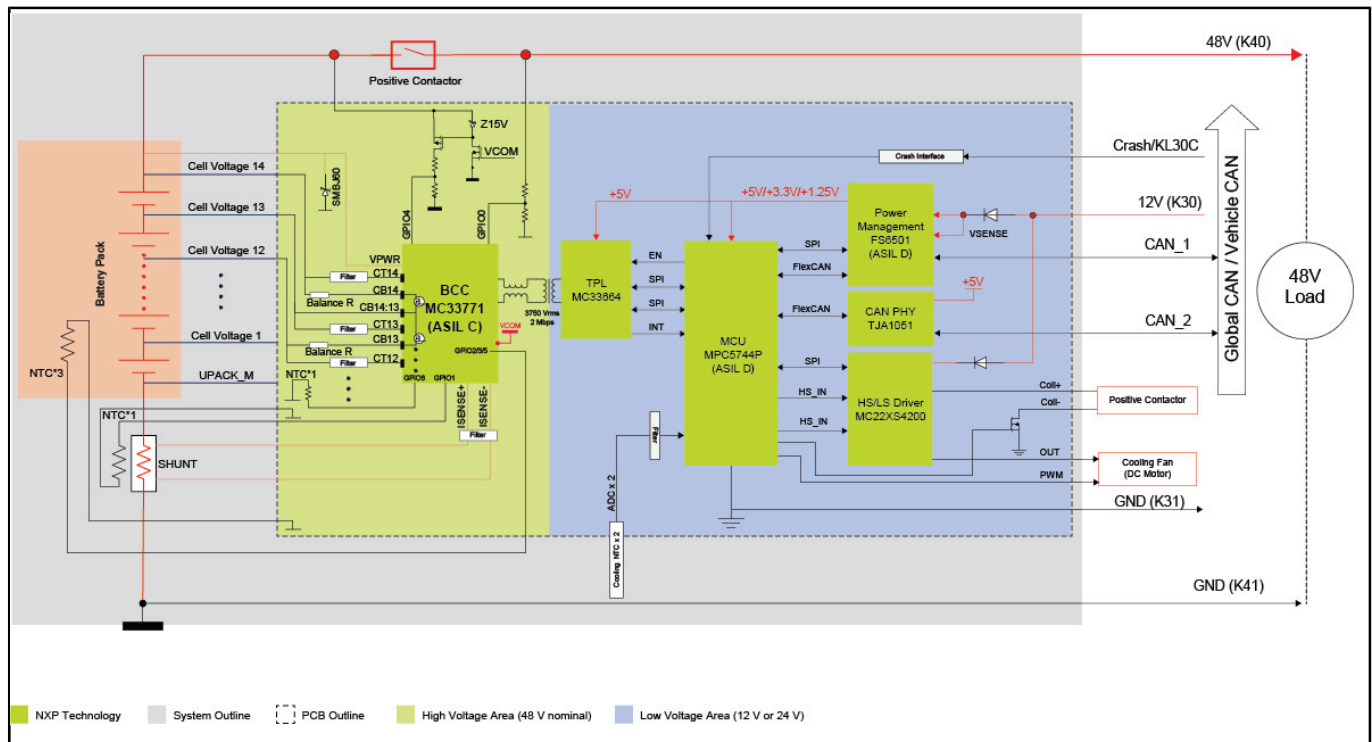 48V (K40)
Positive Contactor
Z15V
VCOM
Crash/KL30C
Crash Interface
Cell Voltage 14
SMBJ60
+5V
+5V/+3.3V/+1.25V
12V (K30)
Cell Voltage 13
GPIO4
GPIO0
Power
Management
FS6501
(ASIL D)
VSENSE
Battery Pack
Cell Voltage 12
VPWR
EN
SPI
CAN_1
Filter
CT14
BCC
MC33771
(ASIL C)
TPL
MC33664
SPI
FlexCAN
+5V
48V
Load
Global CAN / Vehicle CAN
CB14
Balance R
CB14:13
3750 Vrms
2 Mbps
SPI
FlexCAN
CAN PHY
TJA1051
Filter
CT13
VCOM
INT
CAN_2
Cell Voltage 1
CB13
Balance R
MCU
MPC5744P
(ASIL D)
GPIO2/3/5
Filter
CT12
SPI
NTC*3
UPACK_M
NTC*1
GPIO6
GPIO1
HS_IN
HS/LS Driver
MC22XS4200
Coil+
Coil-
Positive Contactor
NTC*1
ISENSE+
ISENSE-
Filter
Filter
HS_IN
SHUNT
OUT
PWM
Cooling Fan
(DC Motor)
ADC x 2
GND (K31)
Cooling NTC x 2
GND (K41)
NXP Technology
System Outline
PCB Outline
High Voltage Area (48 V nominal)
Low Voltage Area (12 V or 24 V)